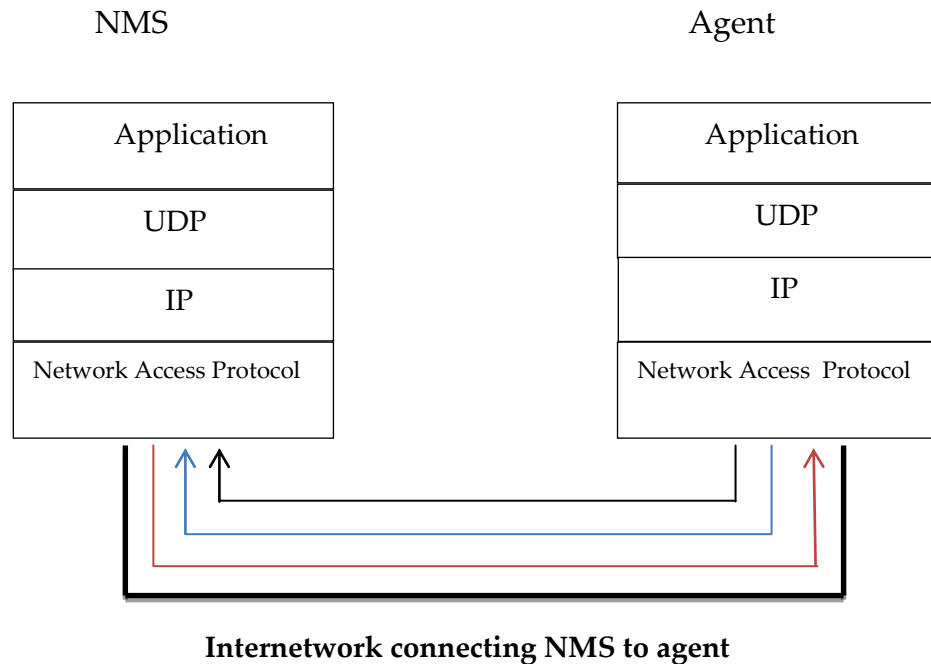 NMS
Agent
Application
Application
UDP
UDP
IP
IP
Network Access Protocol
Network Access Protocol
Internetwork connecting NMS to agent